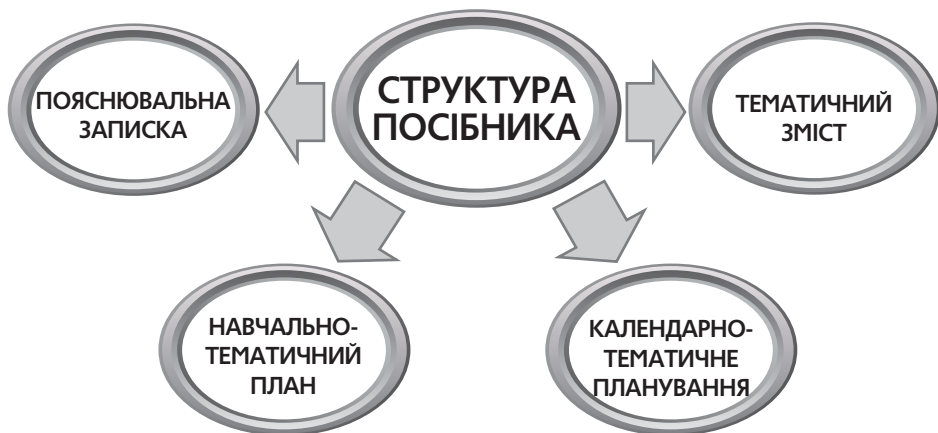 СТРУКТУРА
ПОСІБНИКА
ПОЯСНЮВАЛЬНА
ЗАПИСКА
ТЕМАТИЧНИЙ
ЗМІСТ
НАВЧАЛЬНО-
ТЕМАТИЧНИЙ
ПЛАН
КАЛЕНДАРНО-
ТЕМАТИЧНЕ
ПЛАНУВАННЯ